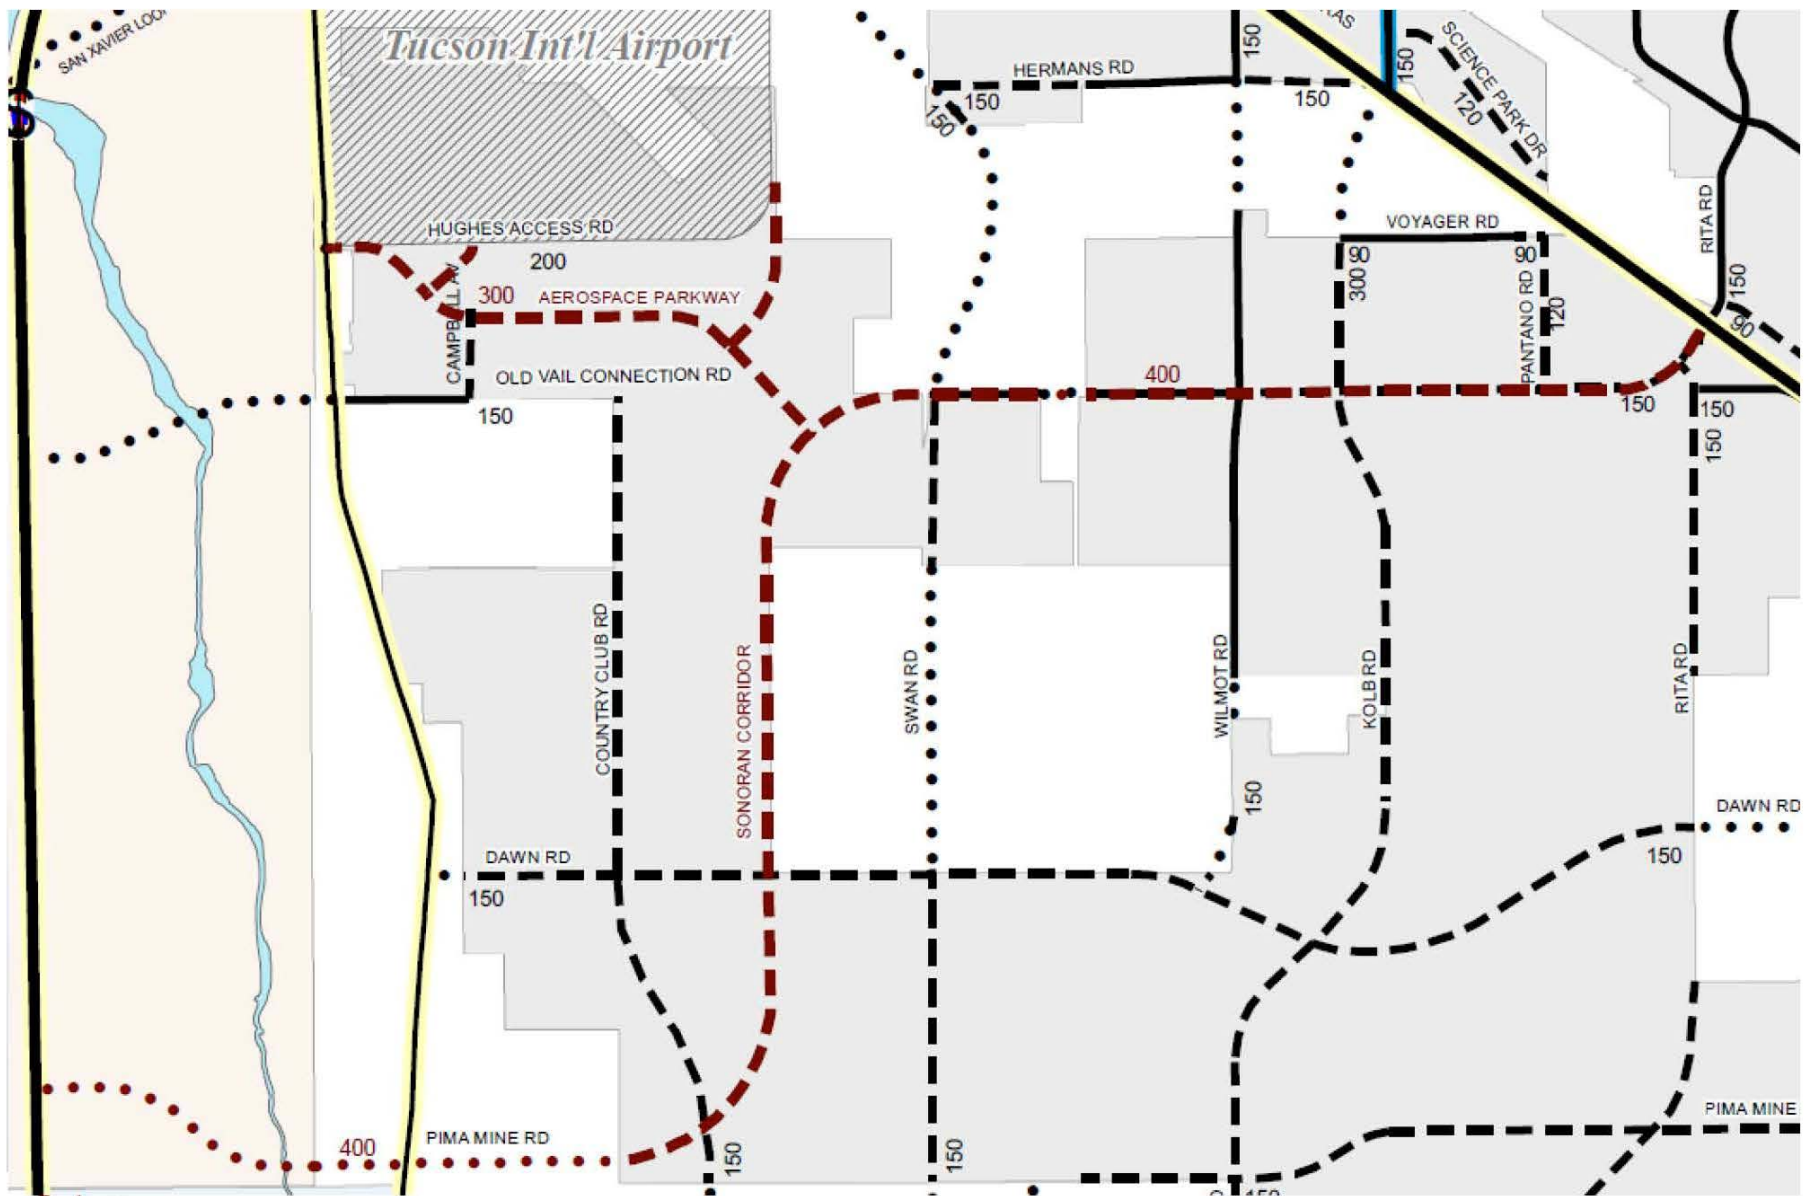 SAN XAVIER LOO
Tucson Int'l Airport
HERMANS RD
150
150
150
150
150
SCIENCE PARK DR
120
HUGHES ACCESS RD
200
CAMPBELL AV
300
AEROSPACE PARKWAY
OLD VAIL CONNECTION RD
150
400
VOYAGER RD
90
90
300
PANTANO RD
120
RITA RD
150
90
150
150
150
COUNTRY CLUB RD
SONORAN CORRIDOR
SWAN RD
WILMOT RD
KOLB RD
RITA RD
150
DAWN RD
150
DAWN RD
150
PIMA MINE RD
400
150
150
150
PIMA MINE